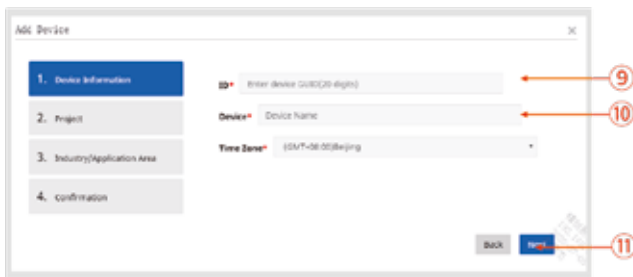 Add Device ×
1. Device Information
ID* Enter device GUID(20 digits) 9
2. Project
Device* Device Name 10
3. Industry/Application Area
Time Zone* (GMT+08:00)Beijing
4. Confirmation
Back Next 11